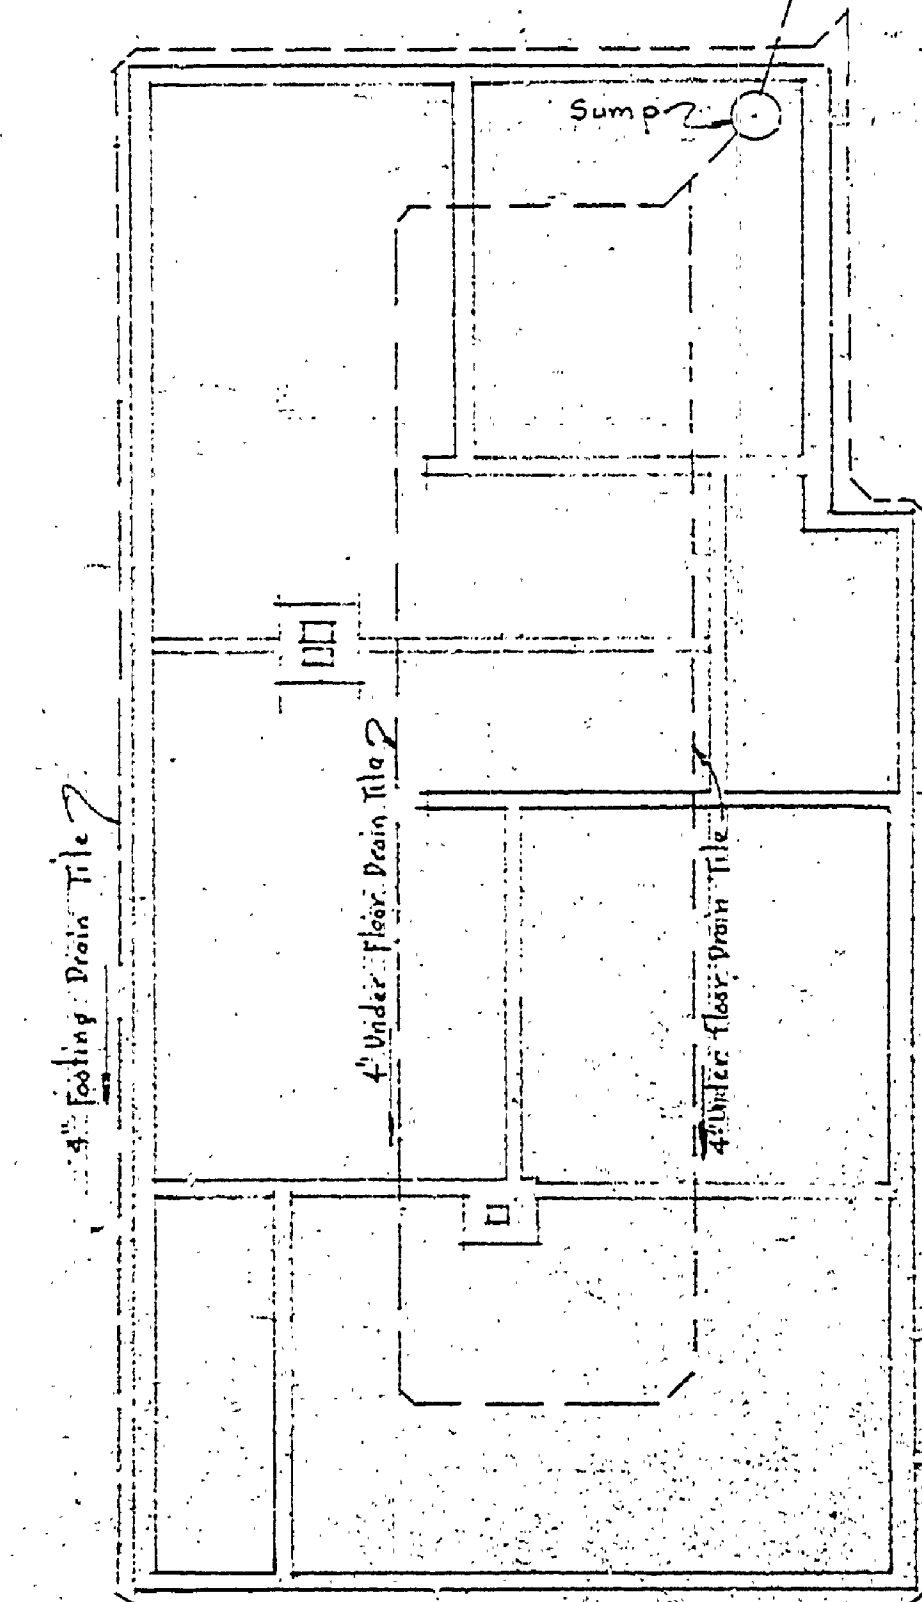 Sump
4" Footing Drain Tile
4" Under Floor Drain Tile
4" Under Floor Drain Tile